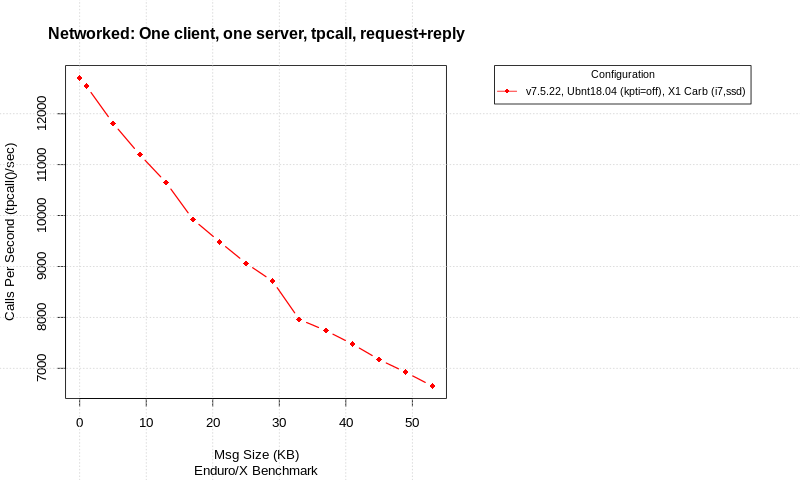 Networked: One client, one server, tpcall, request+reply
Configuration
v7.5.22, Ubnt18.04 (kpti=off), X1 Carb (i7,ssd)
Calls Per Second (tpcall()/sec)
12000
11000
10000
9000
8000
7000
0 10 20 30 40 50
Msg Size (KB)
Enduro/X Benchmark